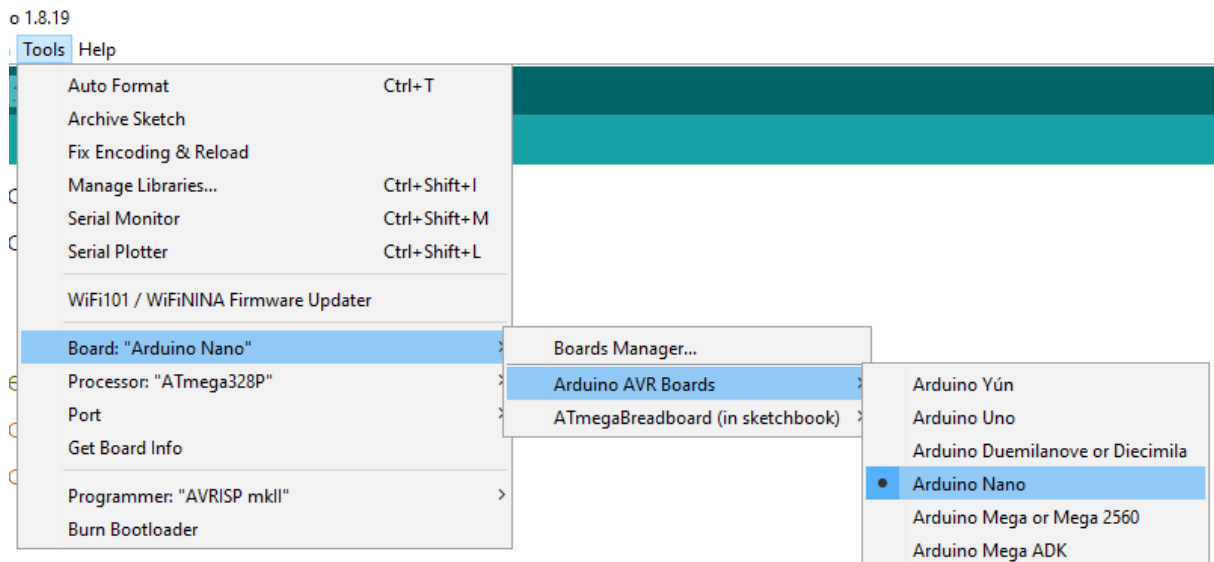 o 1.8.19
Tools Help
Auto Format Ctrl+T
Archive Sketch
Fix Encoding & Reload
Manage Libraries... Ctrl+Shift+I
Serial Monitor Ctrl+Shift+M
Serial Plotter Ctrl+Shift+L
WiFi101 / WiFiNINA Firmware Updater
Board: "Arduino Nano"
Processor: "ATmega328P"
Port
Get Board Info
Programmer: "AVRISP mkII"
Burn Bootloader
Boards Manager...
Arduino AVR Boards
ATmegaBreadboard (in sketchbook)
Arduino Yún
Arduino Uno
Arduino Duemilanove or Diecimila
Arduino Nano
Arduino Mega or Mega 2560
Arduino Mega ADK